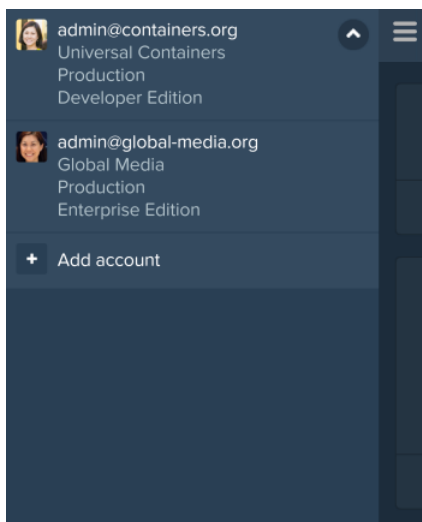 admin@containers.org
Universal Containers
Production
Developer Edition
admin@global-media.org
Global Media
Production
Enterprise Edition
+ Add account